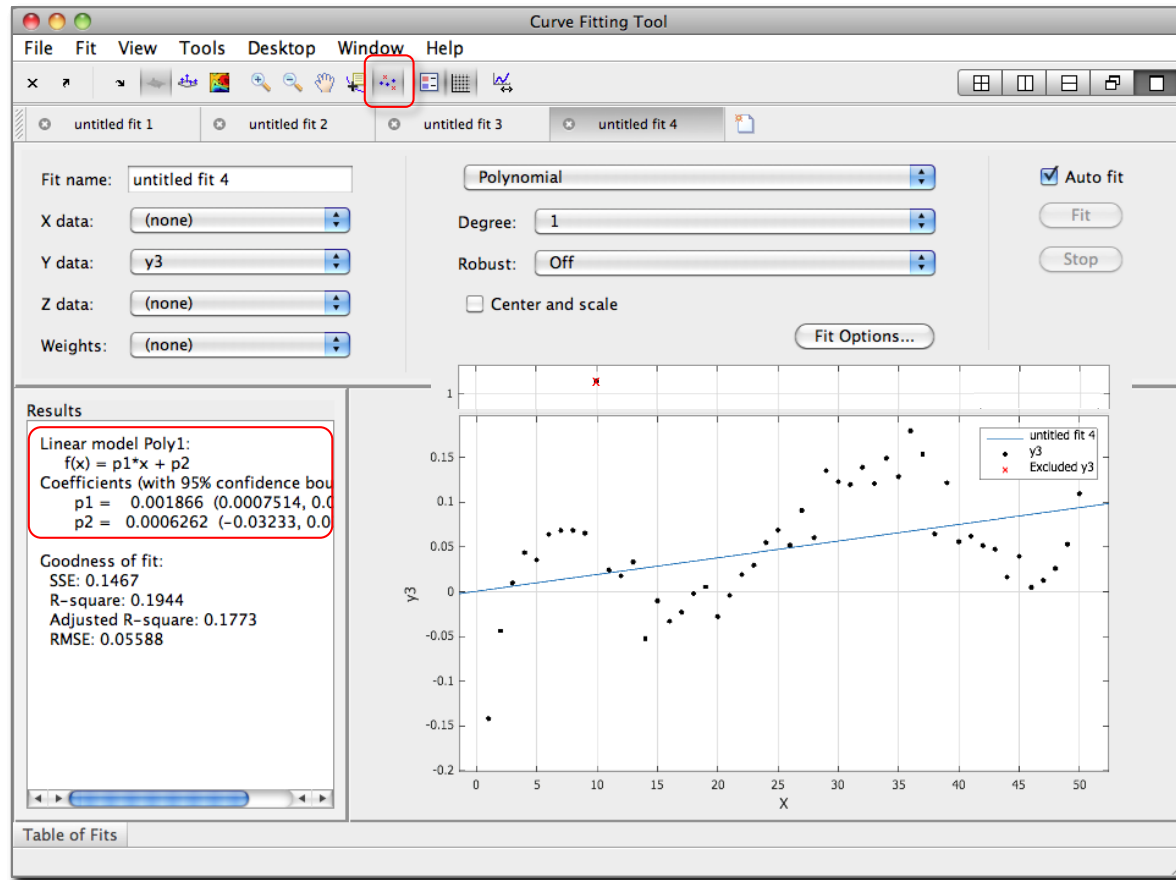 Curve Fitting Tool
File Fit View Tools Desktop Window Help
untitled fit 1 untitled fit 2 untitled fit 3 untitled fit 4
Fit name: untitled fit 4
X data: (none)
Y data: y3
Z data: (none)
Weights: (none)
Polynomial
Degree: 1
Robust: Off
Center and scale
Fit Options...
Auto fit
Fit
Stop
Results
Linear model Poly1:
f(x) = p1*x + p2
Coefficients (with 95% confidence bou
p1 = 0.001866 (0.0007514, 0.0
p2 = 0.0006262 (-0.03233, 0.0
Goodness of fit:
SSE: 0.1467
R-square: 0.1944
Adjusted R-square: 0.1773
RMSE: 0.05588
1
0.15
0.1
0.05
0
-0.05
-0.1
-0.15
-0.2
y3
0 5 10 15 20 25 30 35 40 45 50
X
untitled fit 4
y3
Excluded y3
Table of Fits